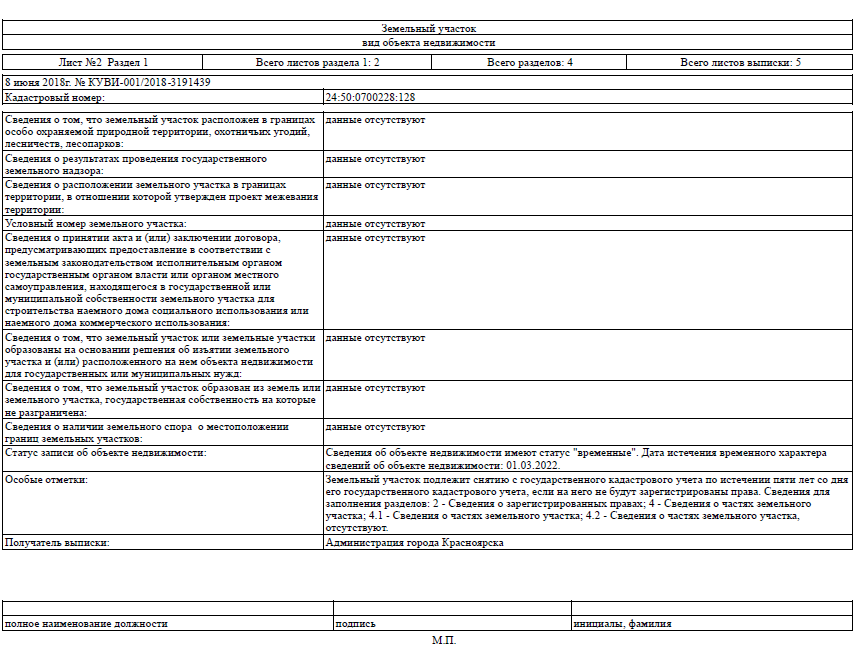 Земельный участок
вид объекта недвижимости
Лист №2 Раздел 1 Всего листов раздела 1: 2 Всего разделов: 4 Всего листов выписки: 5
8 июня 2018г. № КУВИ-001/2018-3191439
Кадастровый номер: 24:50:0700228:128
Сведения о том, что земельный участок расположен в границах данные отсутствуют
особо охраняемой природной территории, охотничьих угодий,
лесничеств, лесопарков:
Сведения о результатах проведения государственного данные отсутствуют
земельного надзора:
Сведения о расположении земельного участка в границах данные отсутствуют
территории, в отношении которой утвержден проект межевания
территории:
Условный номер земельного участка: данные отсутствуют
Сведения о принятии акта и (или) заключении договора, данные отсутствуют
предусматривающих предоставление в соответствии с
земельным законодательством исполнительным органом
государственным органом власти или органом местного
самоуправления, находящегося в государственной или
муниципальной собственности земельного участка для
строительства наемного дома социального использования или
наемного дома коммерческого использования:
Сведения о том, что земельный участок или земельные участки данные отсутствуют
образованы на основании решения об изъятии земельного
участка и (или) расположенного на нем объекта недвижимости
для государственных или муниципальных нужд:
Сведения о том, что земельный участок образован из земель или данные отсутствуют
земельного участка, государственная собственность на которые
не разграничена:
Сведения о наличии земельного спора о местоположении данные отсутствуют
границ земельных участков:
Статус записи об объекте недвижимости: Сведения об объекте недвижимости имеют статус "временные". Дата истечения временного характера
сведений об объекте недвижимости: 01.03.2022.
Особые отметки: Земельный участок подлежит снятию с государственного кадастрового учета по истечении пяти лет со дня
его государственного кадастрового учета, если на него не будут зарегистрированы права. Сведения для
заполнения разделов: 2 - Сведения о зарегистрированных правах; 4 - Сведения о частях земельного
участка; 4.1 - Сведения о частях земельного участка; 4.2 - Сведения о частях земельного участка,
отсутствуют.
Получатель выписки: Администрация города Красноярска
полное наименование должности подпись инициалы, фамилия
М.П.